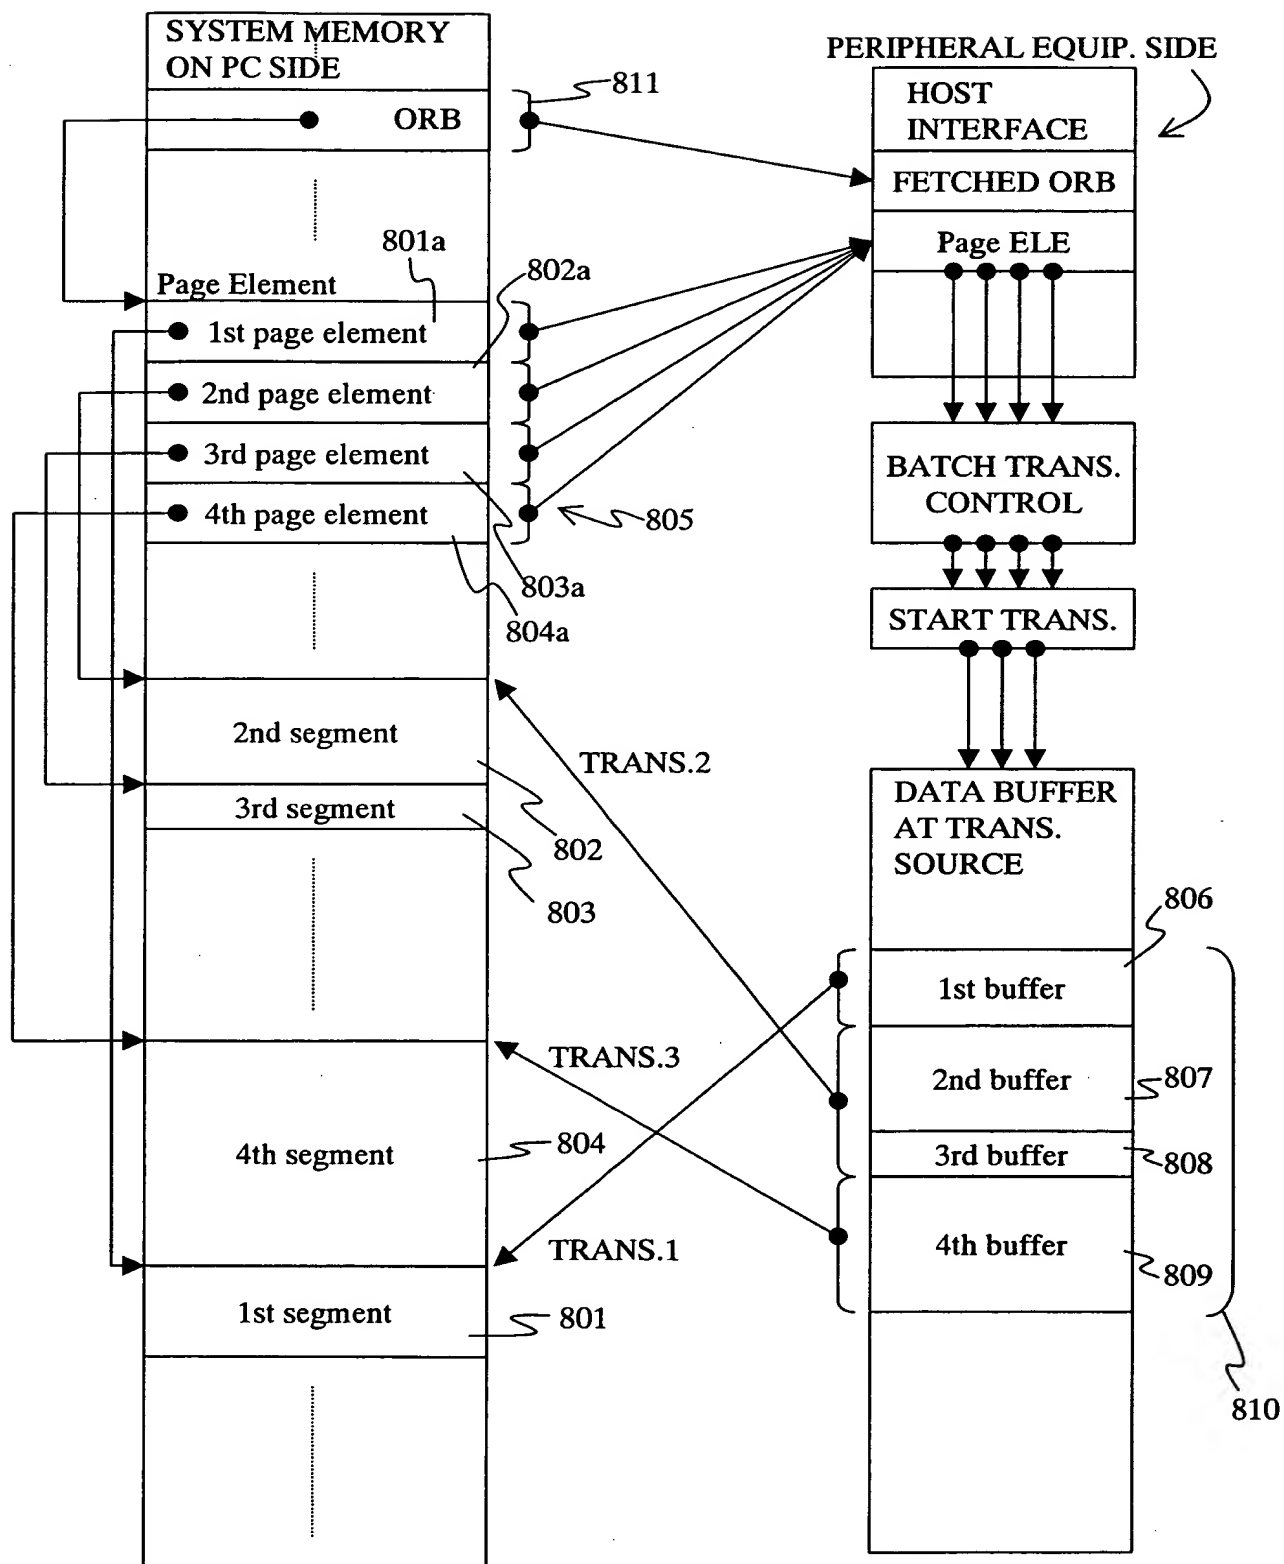 SYSTEM MEMORY
ON PC SIDE
ORB
811
PERIPHERAL EQUIP. SIDE
HOST
INTERFACE
FETCHED ORB
Page ELE
801a
802a
Page Element
1st page element
2nd page element
3rd page element
4th page element
805
803a
804a
BATCH TRANS.
CONTROL
START TRANS.
2nd segment
3rd segment
802
803
TRANS.2
DATA BUFFER
AT TRANS.
SOURCE
806
1st buffer
TRANS.3
2nd buffer
807
4th segment
804
3rd buffer
808
TRANS.1
4th buffer
809
1st segment
801
810